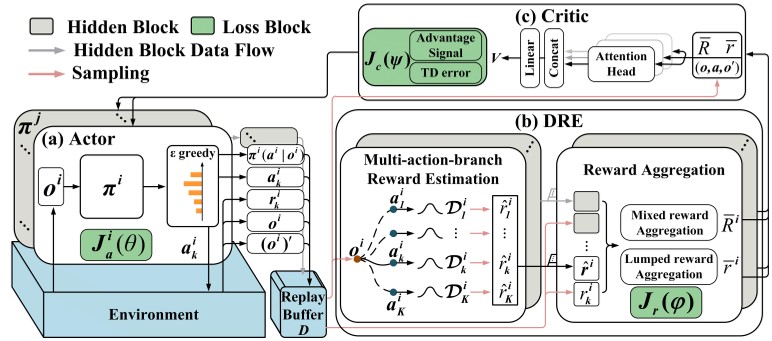 Hidden Block Loss Block
Hidden Block Data Flow
Sampling
π^j
(a) Actor
o^i
π^i
ε greedy
J_a^i(θ)
a_k^i
π^i(a^i | o^i)
a_k^i
r_k^i
o^i
(o^i)′
Environment
Replay
Buffer
D
(c) Critic
J_c(ψ)
Advantage
Signal
TD error
V
Linear
Concat
Attention
Head
R̅ r̅
(o,a,o′)
(b) DRE
Multi-action-branch
Reward Estimation
o^i
a_1^i 𝒟_1^i r̂_1^i
⋮ ⋮
a_k^i 𝒟_k^i r̂_k^i
a_K^i 𝒟_K^i r̂_K^i
Reward Aggregation
r̂^i
r_k^i
Mixed reward
Aggregation
R̅^i
Lumped reward
Aggregation
r̅^i
J_r(φ)